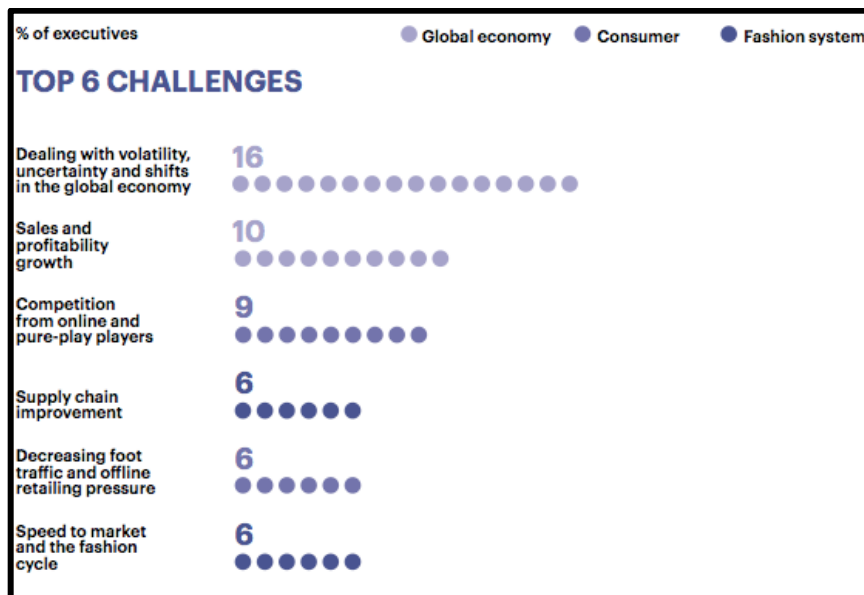 % of executives
Global economy
Consumer
Fashion system
TOP 6 CHALLENGES
Dealing with volatility,
uncertainty and shifts
in the global economy
16
Sales and
profitability
growth
10
Competition
from online and
pure-play players
9
Supply chain
improvement
6
Decreasing foot
traffic and offline
retailing pressure
6
Speed to market
and the fashion
cycle
6